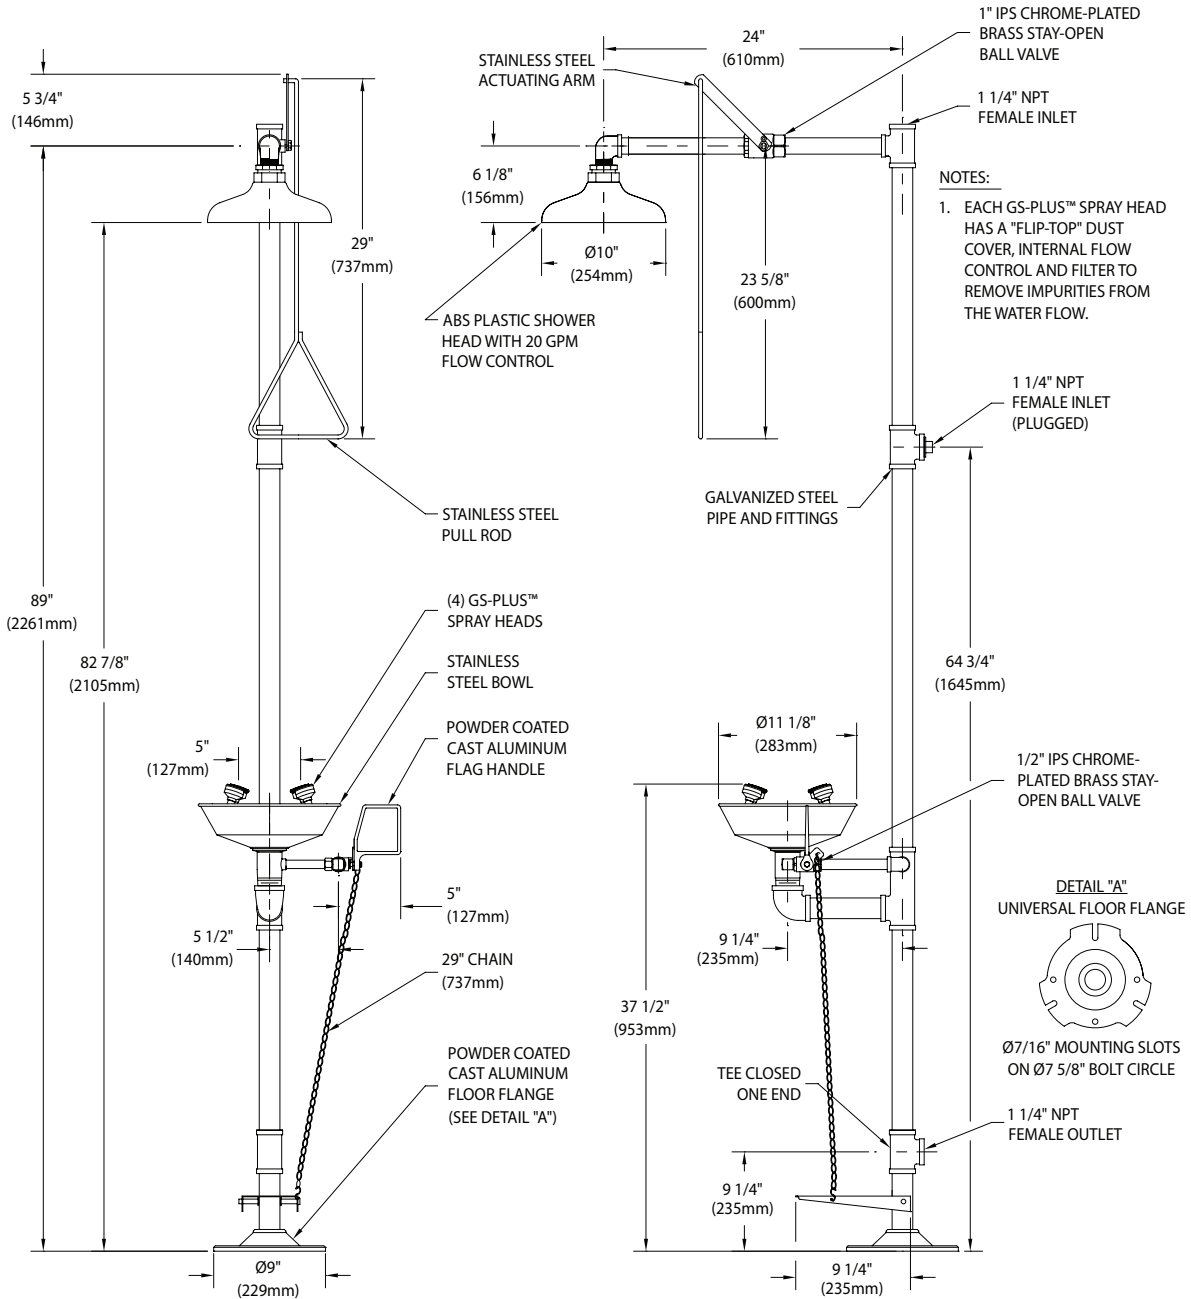 5 3/4"
(146mm)
24"
(610mm)
1" IPS CHROME-PLATED
BRASS STAY-OPEN
BALL VALVE
STAINLESS STEEL
ACTUATING ARM
1 1/4" NPT
FEMALE INLET
6 1/8"
(156mm)
NOTES:
1. EACH GS-PLUS™ SPRAY HEAD
HAS A "FLIP-TOP" DUST
COVER, INTERNAL FLOW
CONTROL AND FILTER TO
REMOVE IMPURITIES FROM
THE WATER FLOW.
29"
(737mm)
Ø10"
(254mm)
23 5/8"
(600mm)
ABS PLASTIC SHOWER
HEAD WITH 20 GPM
FLOW CONTROL
1 1/4" NPT
FEMALE INLET
(PLUGGED)
STAINLESS STEEL
PULL ROD
GALVANIZED STEEL
PIPE AND FITTINGS
89"
(2261mm)
82 7/8"
(2105mm)
(4) GS-PLUS™
SPRAY HEADS
STAINLESS
STEEL BOWL
64 3/4"
(1645mm)
5"
(127mm)
POWDER COATED
CAST ALUMINUM
FLAG HANDLE
Ø11 1/8"
(283mm)
1/2" IPS CHROME-
PLATED BRASS STAY-
OPEN BALL VALVE
5"
(127mm)
5 1/2"
(140mm)
9 1/4"
(235mm)
DETAIL "A"
UNIVERSAL FLOOR FLANGE
29" CHAIN
(737mm)
37 1/2"
(953mm)
Ø7/16" MOUNTING SLOTS
ON Ø7 5/8" BOLT CIRCLE
POWDER COATED
CAST ALUMINUM
FLOOR FLANGE
(SEE DETAIL "A")
TEE CLOSED
ONE END
1 1/4" NPT
FEMALE OUTLET
9 1/4"
(235mm)
Ø9"
(229mm)
9 1/4"
(235mm)